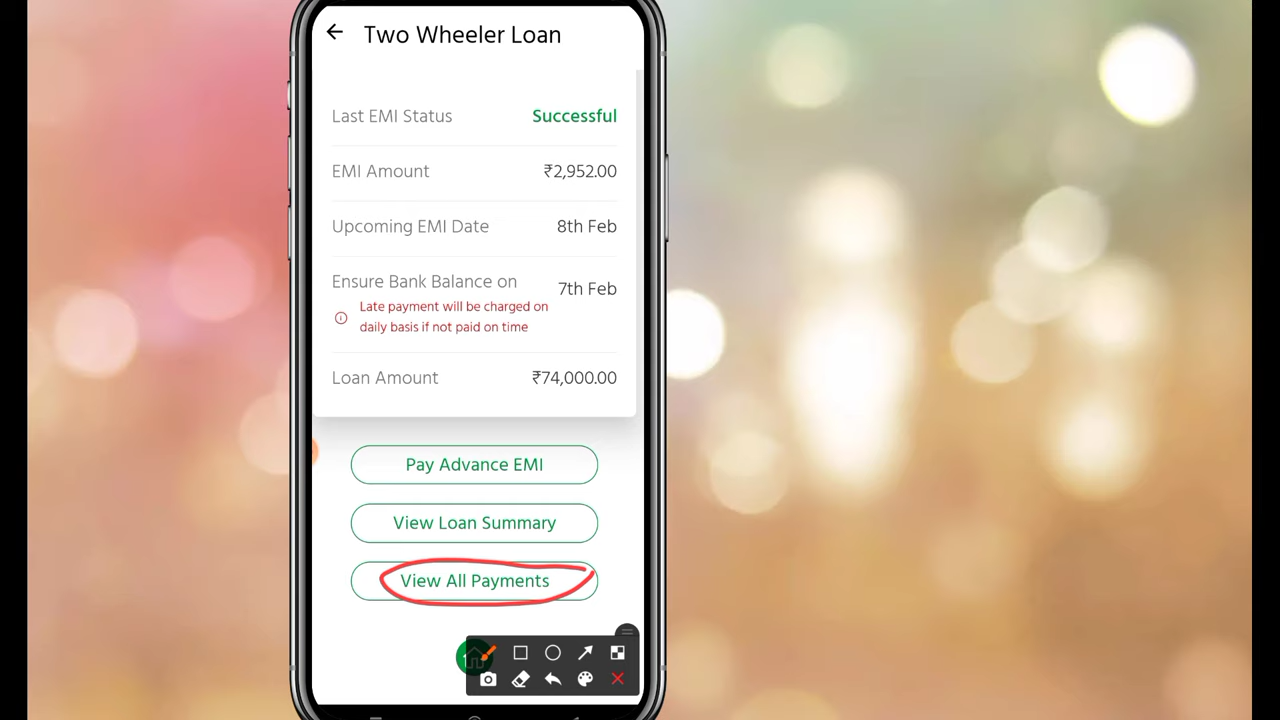 Two Wheeler Loan
Last EMI Status Successful
EMI Amount ₹2,952.00
Upcoming EMI Date 8th Feb
Ensure Bank Balance on 7th Feb
Late payment will be charged on
daily basis if not paid on time
Loan Amount ₹74,000.00
Pay Advance EMI
View Loan Summary
View All Payments